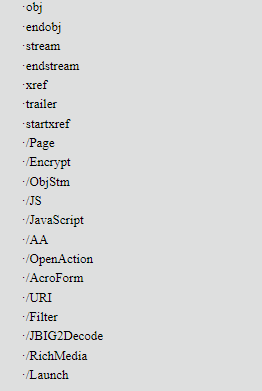 ·obj
·endobj
·stream
·endstream
·xref
·trailer
·startxref
·/Page
·/Encrypt
·/ObjStm
·/JS
·/JavaScript
·/AA
·/OpenAction
·/AcroForm
·/URI
·/Filter
·/JBIG2Decode
·/RichMedia
·/Launch